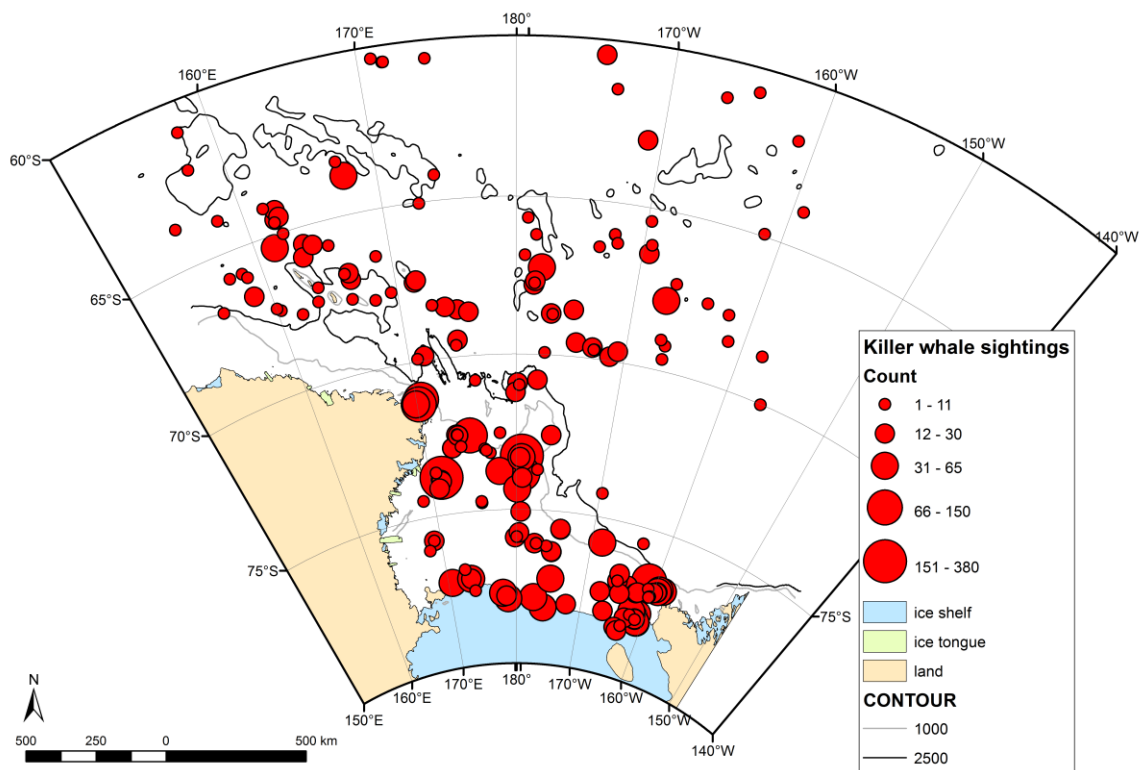 170°E 180° 170°W
160°E 160°W
150°W
60°S
140°W
140°W
65°S
Killer whale sightings
Count
1 - 11
12 - 30
70°S
31 - 65
66 - 150
151 - 380
75°S
75°S
ice shelf
ice tongue
land
N
160°E 170°E 180° 170°W 160°W
150°E 150°W
CONTOUR
1000
140°W
500 250 0 500 km
2500